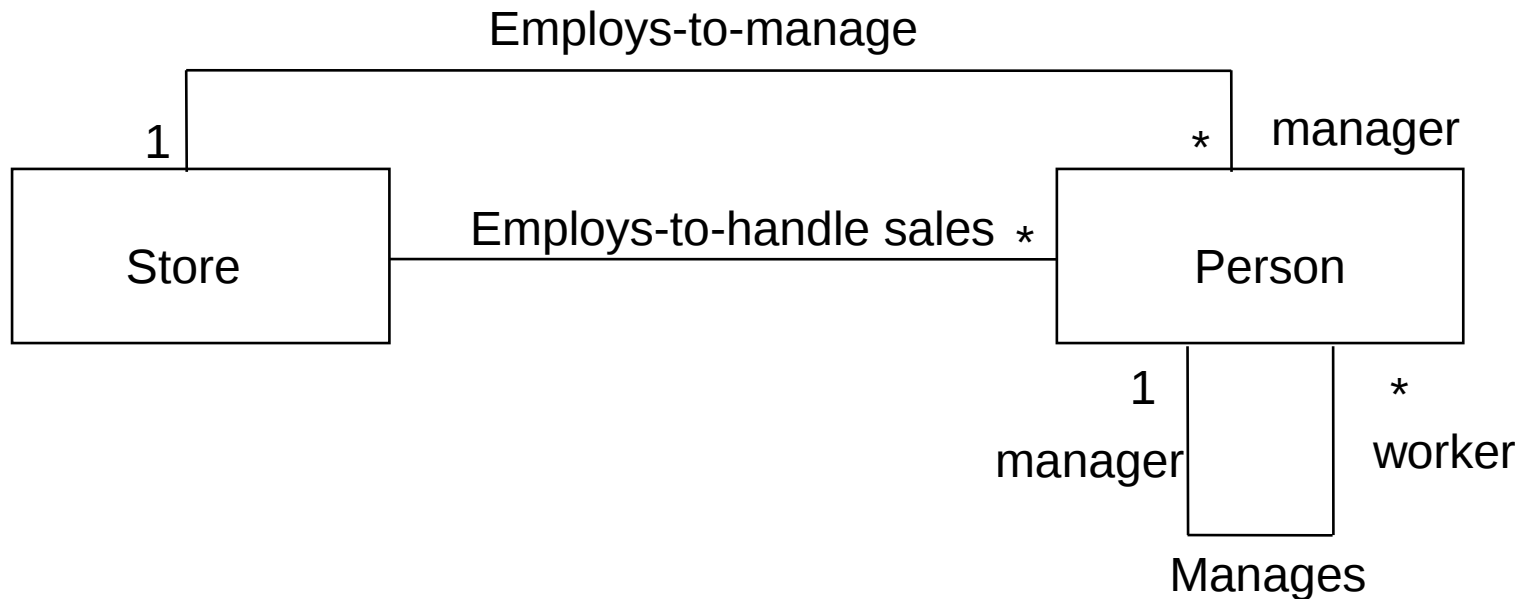 Employs-to-manage
1
* manager
Employs-to-handle sales *
Store
Person
1
*
manager
worker
Manages